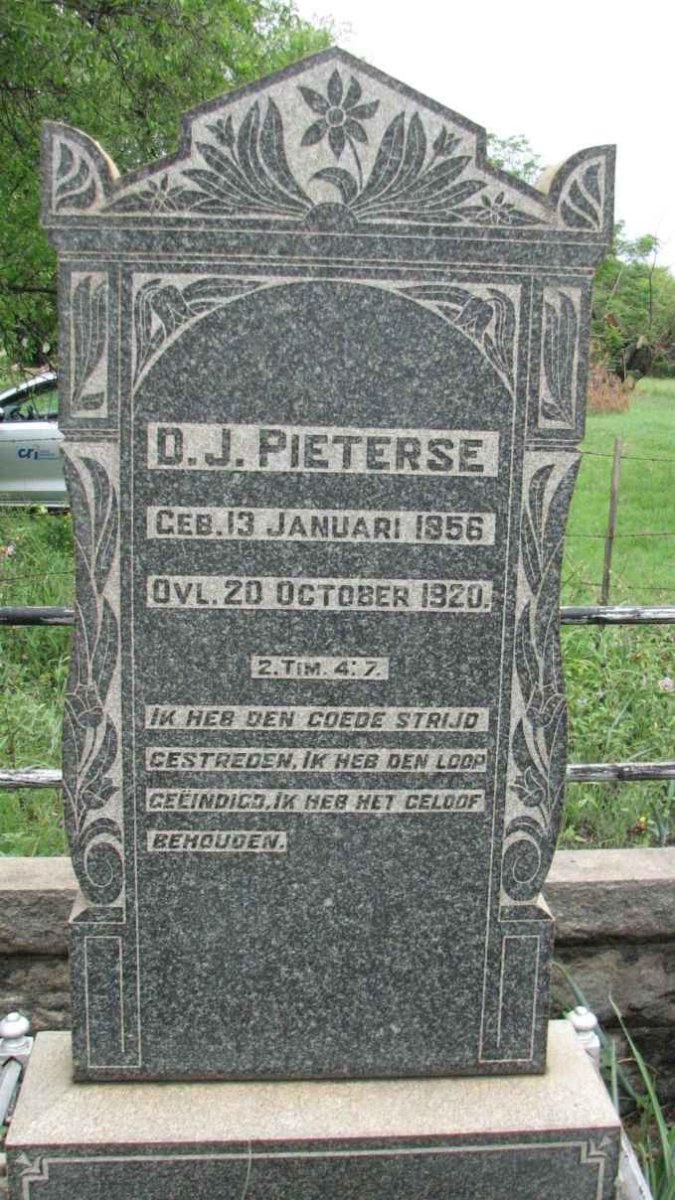 D.J. PIETERSE
GEB. 13 JANUARI 1856
OVL. 20 OCTOBER 1920.
2. TIM. 4:7.
IK HEB DEN GOEDE STRIJD
GESTREDEN, IK HEB DEN LOOP
GEËINDIGD, IK HEB HET GELOOF
BEHOUDEN.
cri